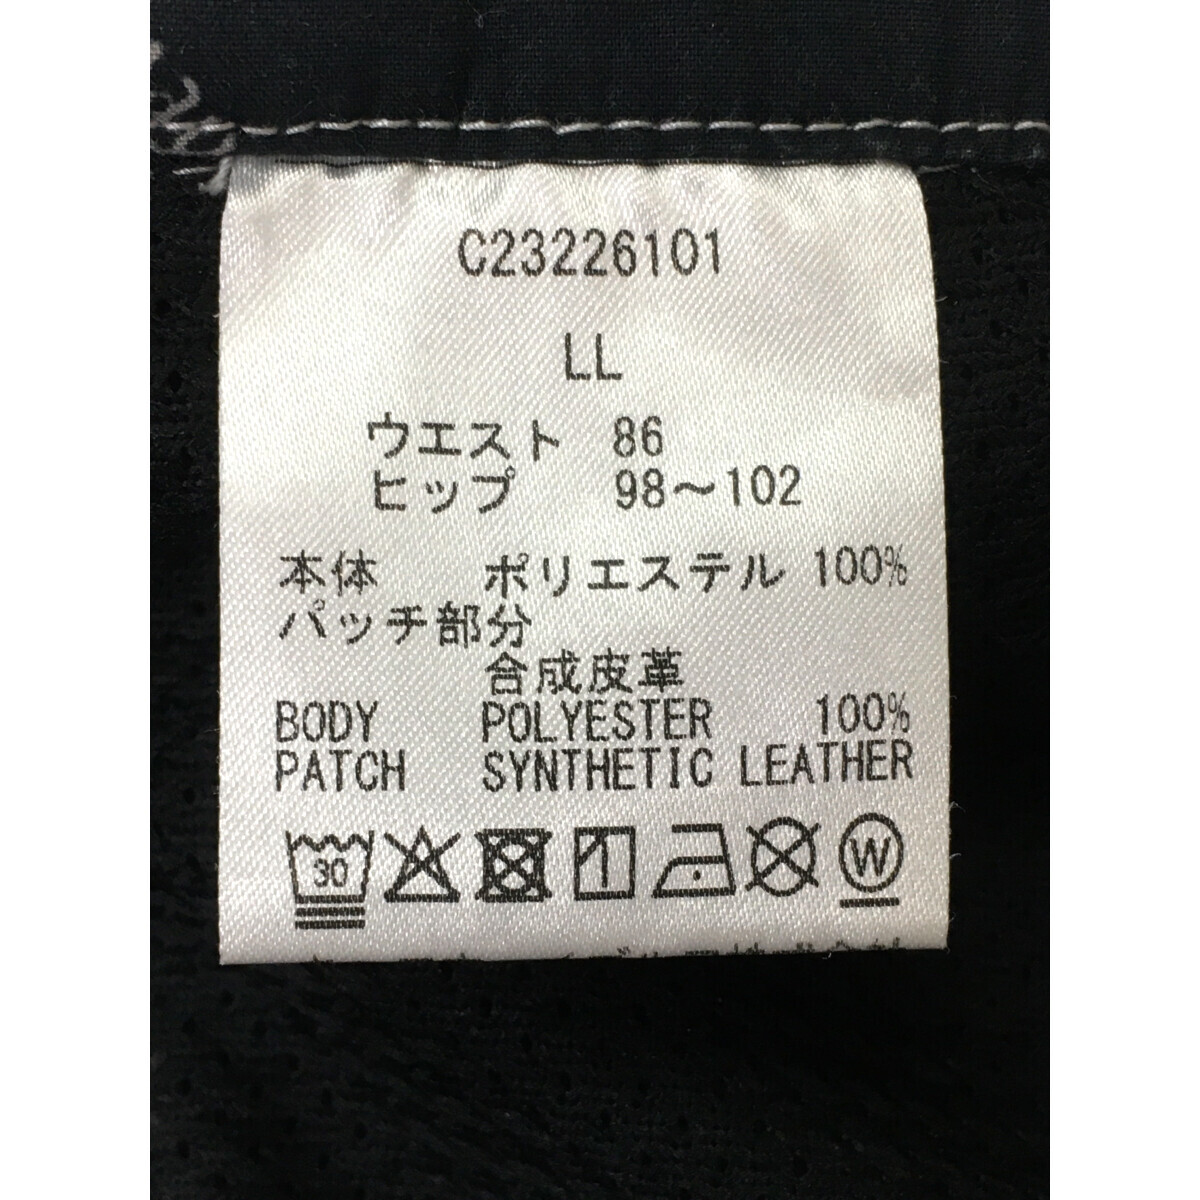 C23226101
LL
ウエスト 86
ヒップ 98～102
本体 ポリエステル 100%
パッチ部分
合成皮革
BODY POLYESTER 100%
PATCH SYNTHETIC LEATHER
30
W